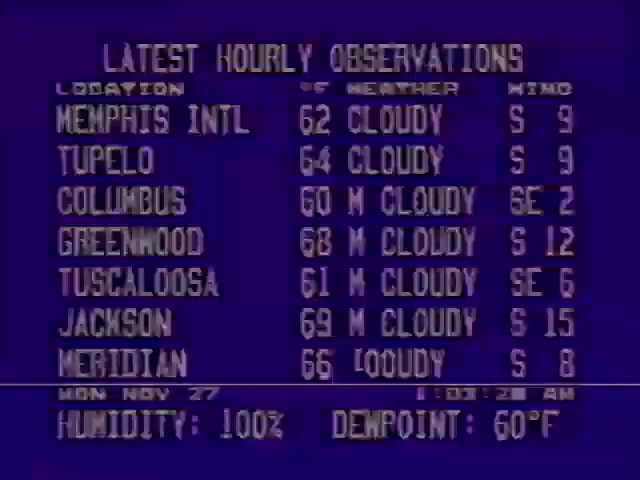 LATEST HOURLY OBSERVATIONS
LOCATION °F WEATHER WIND
MEMPHIS INTL 62 CLOUDY S 9
TUPELO 64 CLOUDY S 9
COLUMBUS 60 M CLOUDY SE 2
GREENWOOD 68 M CLOUDY S 12
TUSCALOOSA 61 M CLOUDY SE 6
JACKSON 69 M CLOUDY S 15
MERIDIAN 66 S 8
MON NOV 27 AM
HUMIDITY: 100% DEWPOINT: 60°F